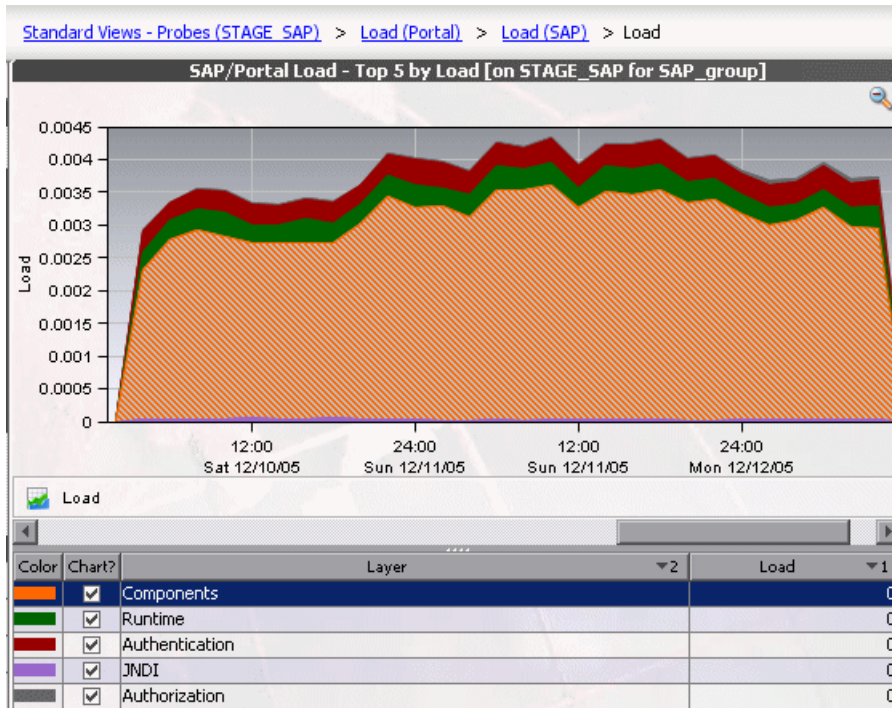 Standard Views - Probes (STAGE_SAP) > Load (Portal) > Load (SAP) > Load
SAP/Portal Load - Top 5 by Load [on STAGE_SAP for SAP_group]
0.0045
0.004
0.0035
0.003
0.0025
0.002
0.0015
0.001
0.0005
0
Load
12:00 24:00 12:00 24:00
Sat 12/10/05 Sun 12/11/05 Sun 12/11/05 Mon 12/12/05
Load
Color Chart? Layer 2 Load 1
Components
Runtime
Authentication
JNDI
Authorization